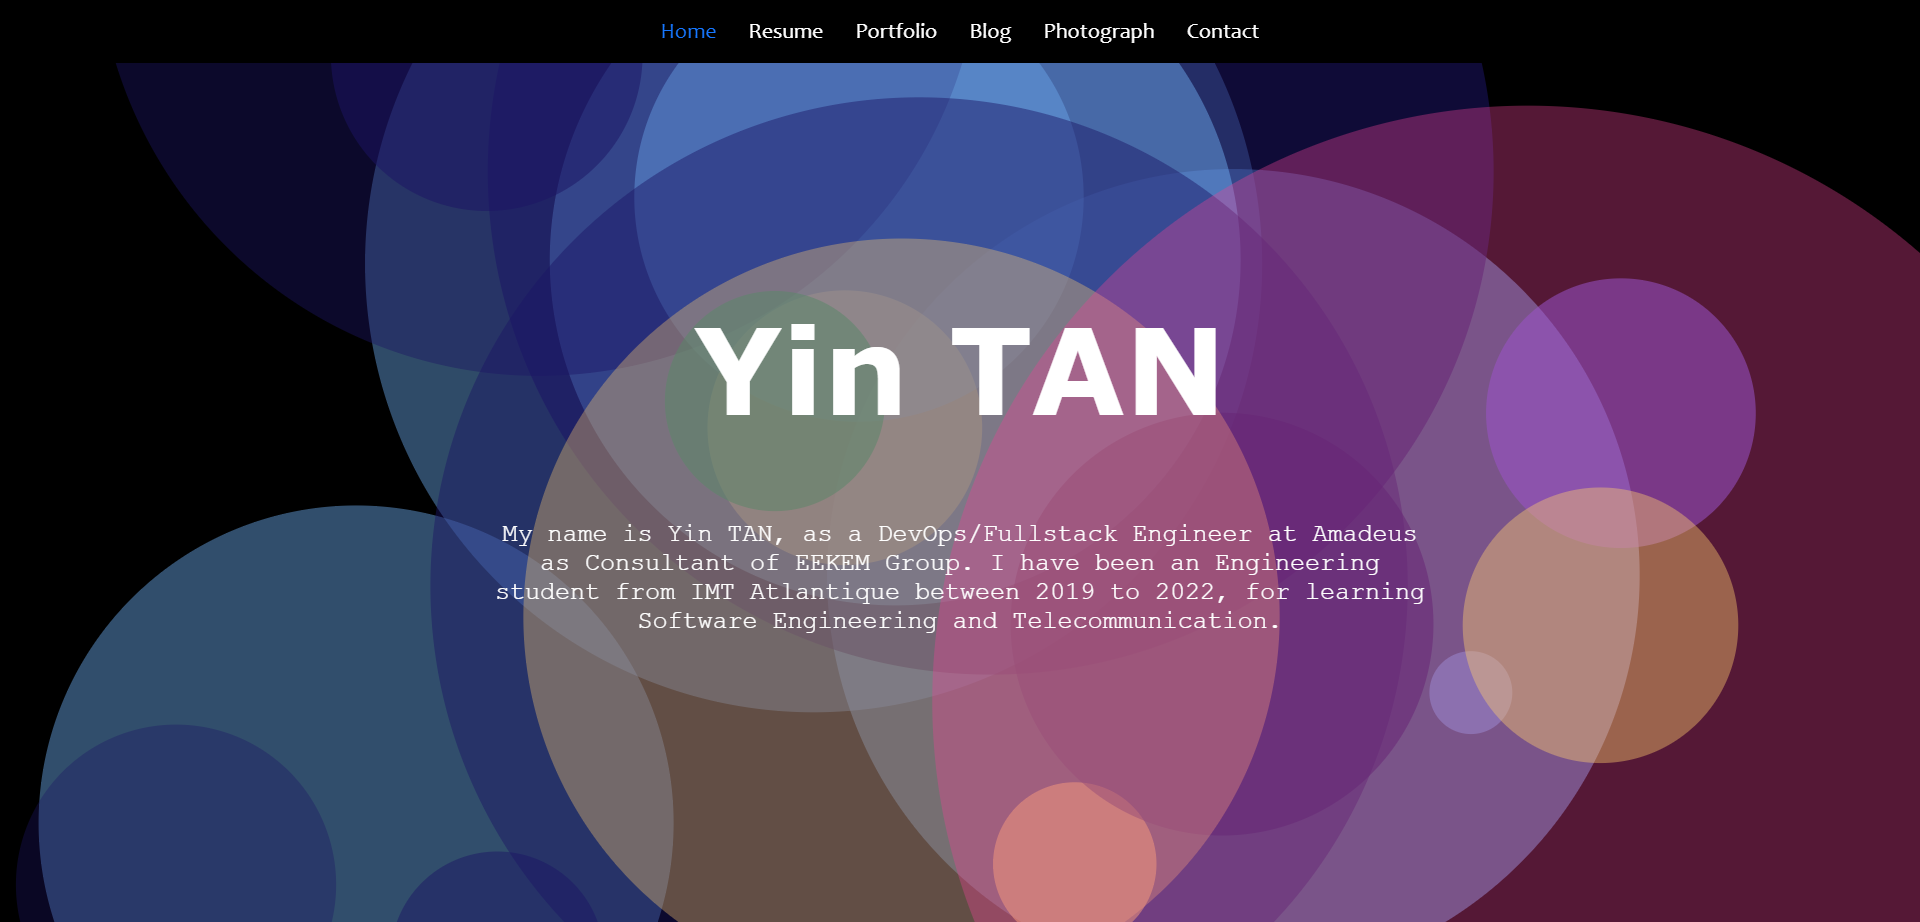 Home Resume Portfolio Blog Photograph Contact
Yin TAN
My name is Yin TAN, as a DevOps/Fullstack Engineer at Amadeus
as Consultant of EEKEM Group. I have been an Engineering
student from IMT Atlantique between 2019 to 2022, for learning
Software Engineering and Telecommunication.